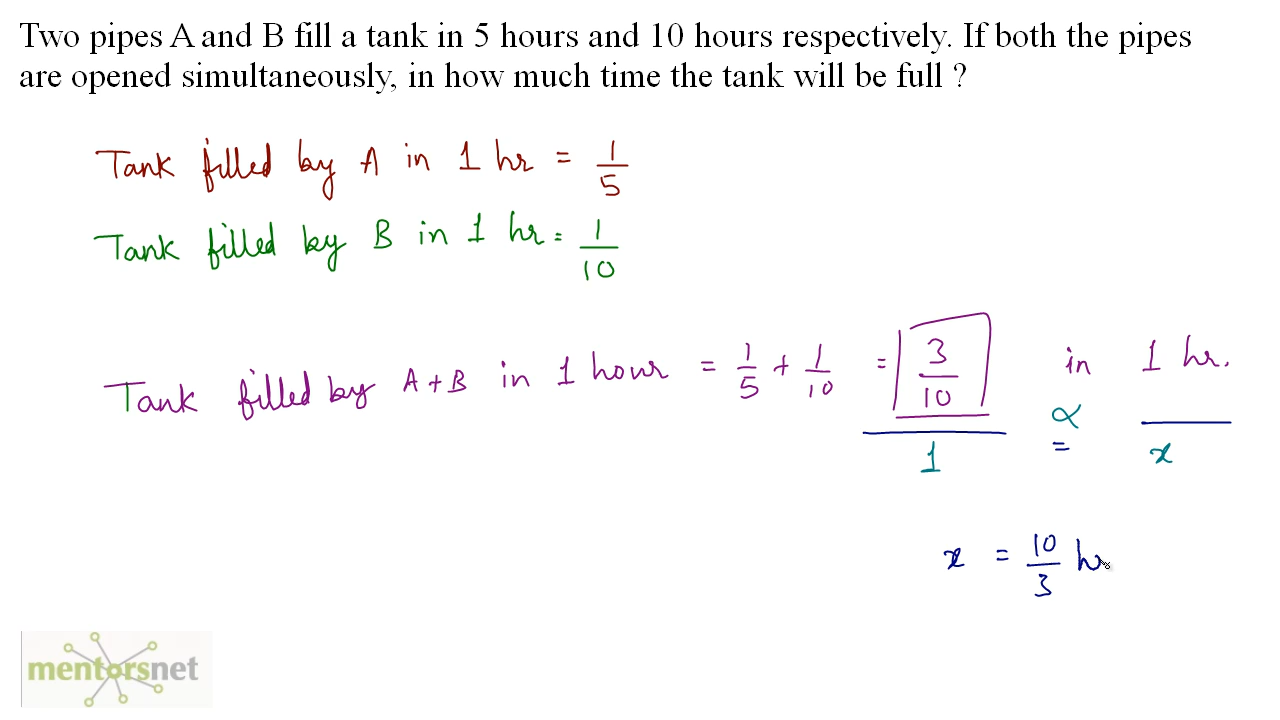 Two pipes A and B fill a tank in 5 hours and 10 hours respectively. If both the pipes
are opened simultaneously, in how much time the tank will be full ?
Tank filled by A in 1 hr = 1/5
Tank filled by B in 1 hr = 1/10
Tank filled by A + B in 1 hour = 1/5 + 1/10 = 3/10 in 1 hr.
∝
1 = x
x = 10/3 hr
mentorsnet